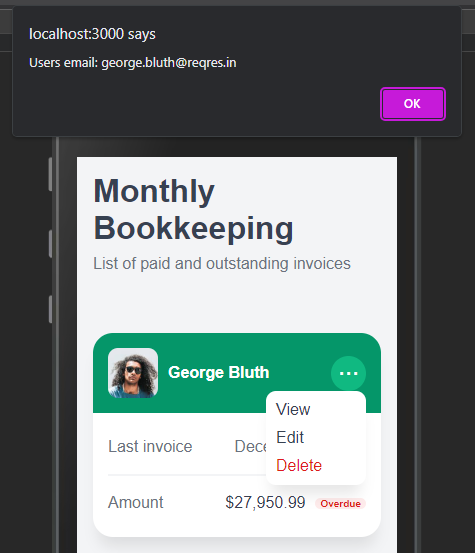 localhost:3000 says
Users email: george.bluth@reqres.in
OK
Monthly
Bookkeeping
List of paid and outstanding invoices
George Bluth
View
Edit
Delete
Last invoice
Amount $27,950.99 Overdue